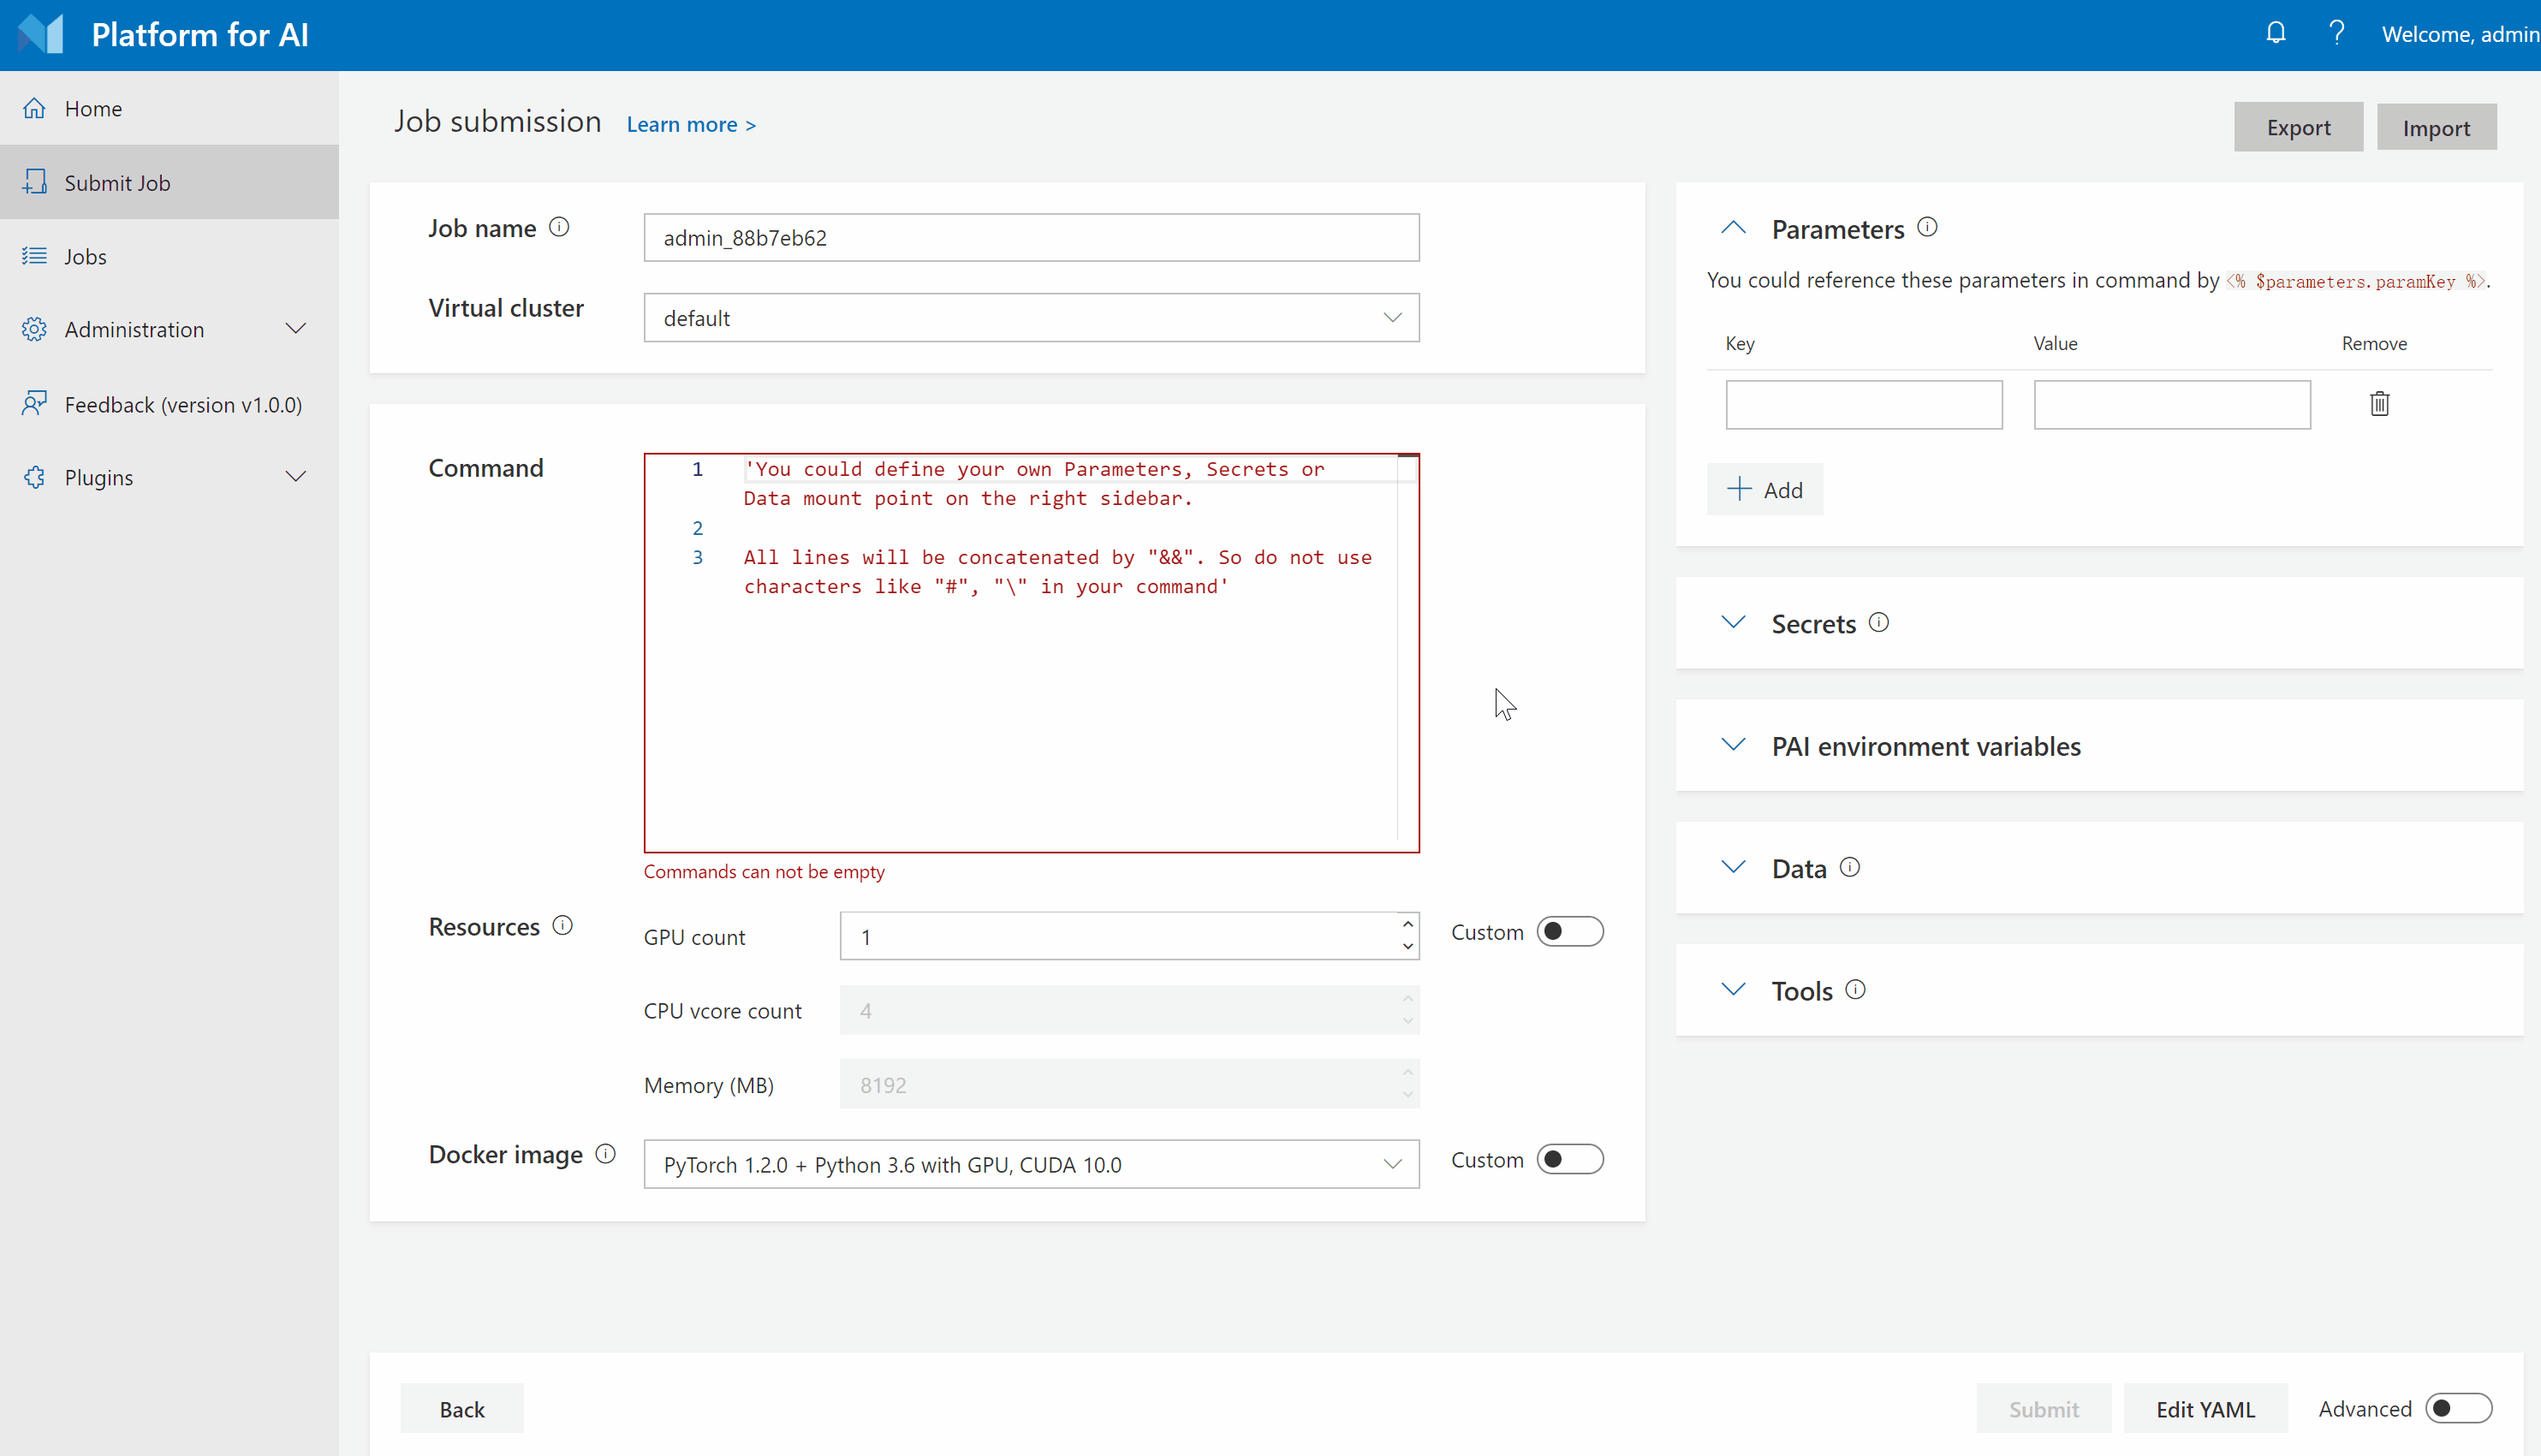 Platform for AI
Welcome, admin
Home
Submit Job
Jobs
Administration
Feedback (version v1.0.0)
Plugins
Job submission
Learn more >
Export
Import
Job name
admin_88b7eb62
Virtual cluster
default
Command
1 'You could define your own Parameters, Secrets or
Data mount point on the right sidebar.
2
3 All lines will be concatenated by "&&". So do not use
characters like "#", "\" in your command'
Commands can not be empty
Resources
GPU count
1
Custom
CPU vcore count
4
Memory (MB)
8192
Docker image
PyTorch 1.2.0 + Python 3.6 with GPU, CUDA 10.0
Custom
Parameters
You could reference these parameters in command by <% $parameters.paramKey %>.
Key Value Remove
Add
Secrets
PAI environment variables
Data
Tools
Back
Submit
Edit YAML
Advanced